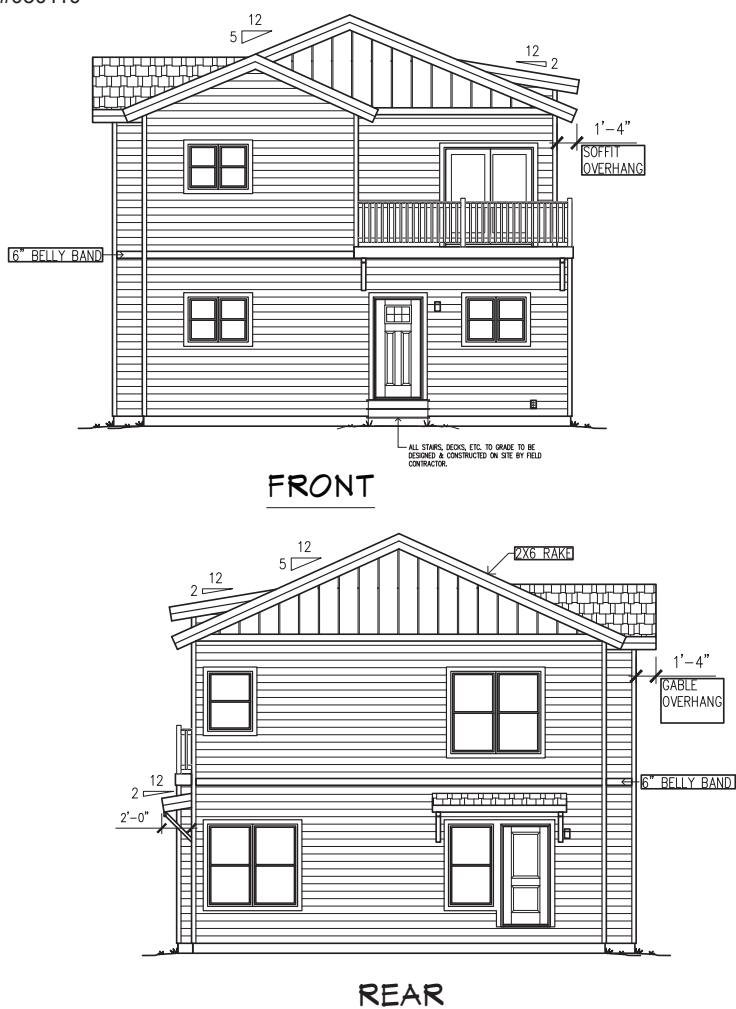 12
5
12
2
1'-4"
SOFFIT
OVERHANG
6" BELLY BAND
ALL STAIRS, DECKS, ETC. TO GRADE TO BE
DESIGNED & CONSTRUCTED ON SITE BY FIELD
CONTRACTOR.
FRONT
12
5
2X6 RAKE
12
2
1'-4"
GABLE
OVERHANG
12
2
6" BELLY BAND
2'-0"
REAR